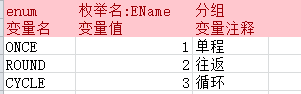 enum 枚举名:EName 分组
变量名 变量值 变量注释
ONCE 1 单程
ROUND 2 往返
CYCLE 3 循环